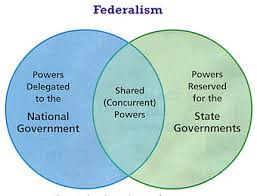 Federalism
Powers
Delegated
to the
National
Government
Shared
(Concurrent)
Powers
Powers
Reserved
for the
State
Governments